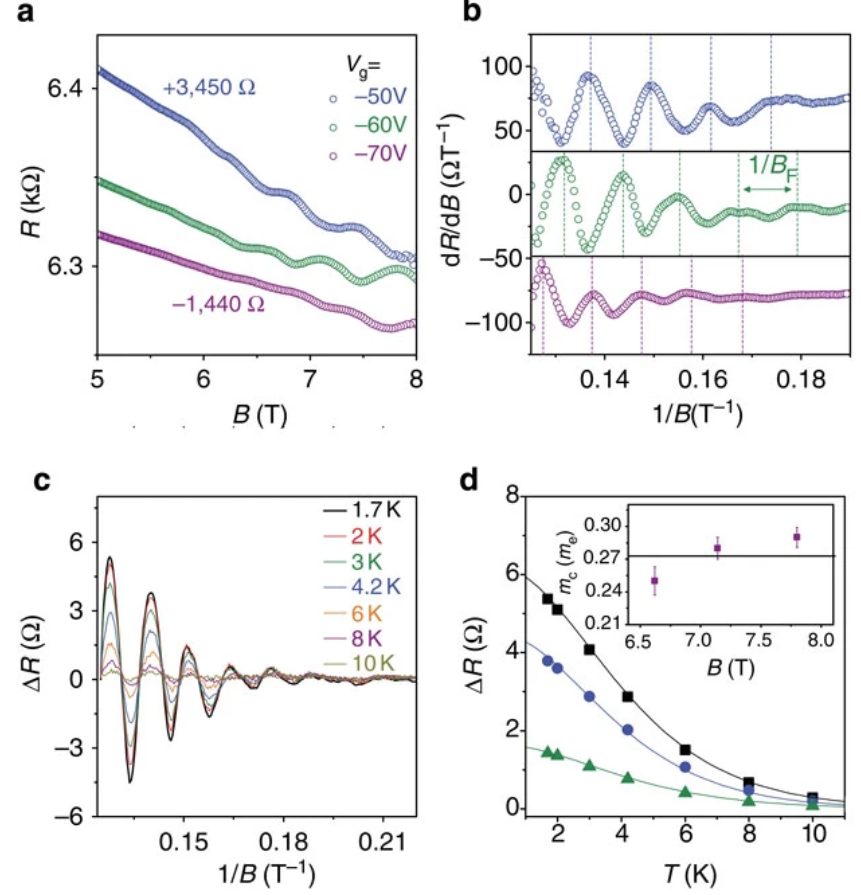 a
6.4
6.3
R (kΩ)
+3,450 Ω
−1,440 Ω
Vg=
−50V
−60V
−70V
5
6
7
8
B (T)
b
100
50
0
−50
−100
dR/dB (ΩT−1)
1/BF
0.14
0.16
0.18
1/B(T−1)
c
6
3
0
−3
−6
ΔR (Ω)
1.7 K
2 K
3 K
4.2 K
6 K
8 K
10 K
0.15
0.18
0.21
1/B (T−1)
d
8
6
4
2
0
ΔR (Ω)
0.30
0.27
0.24
0.21
mc (me)
6.5
7.0
7.5
8.0
B (T)
2
4
6
8
10
T (K)